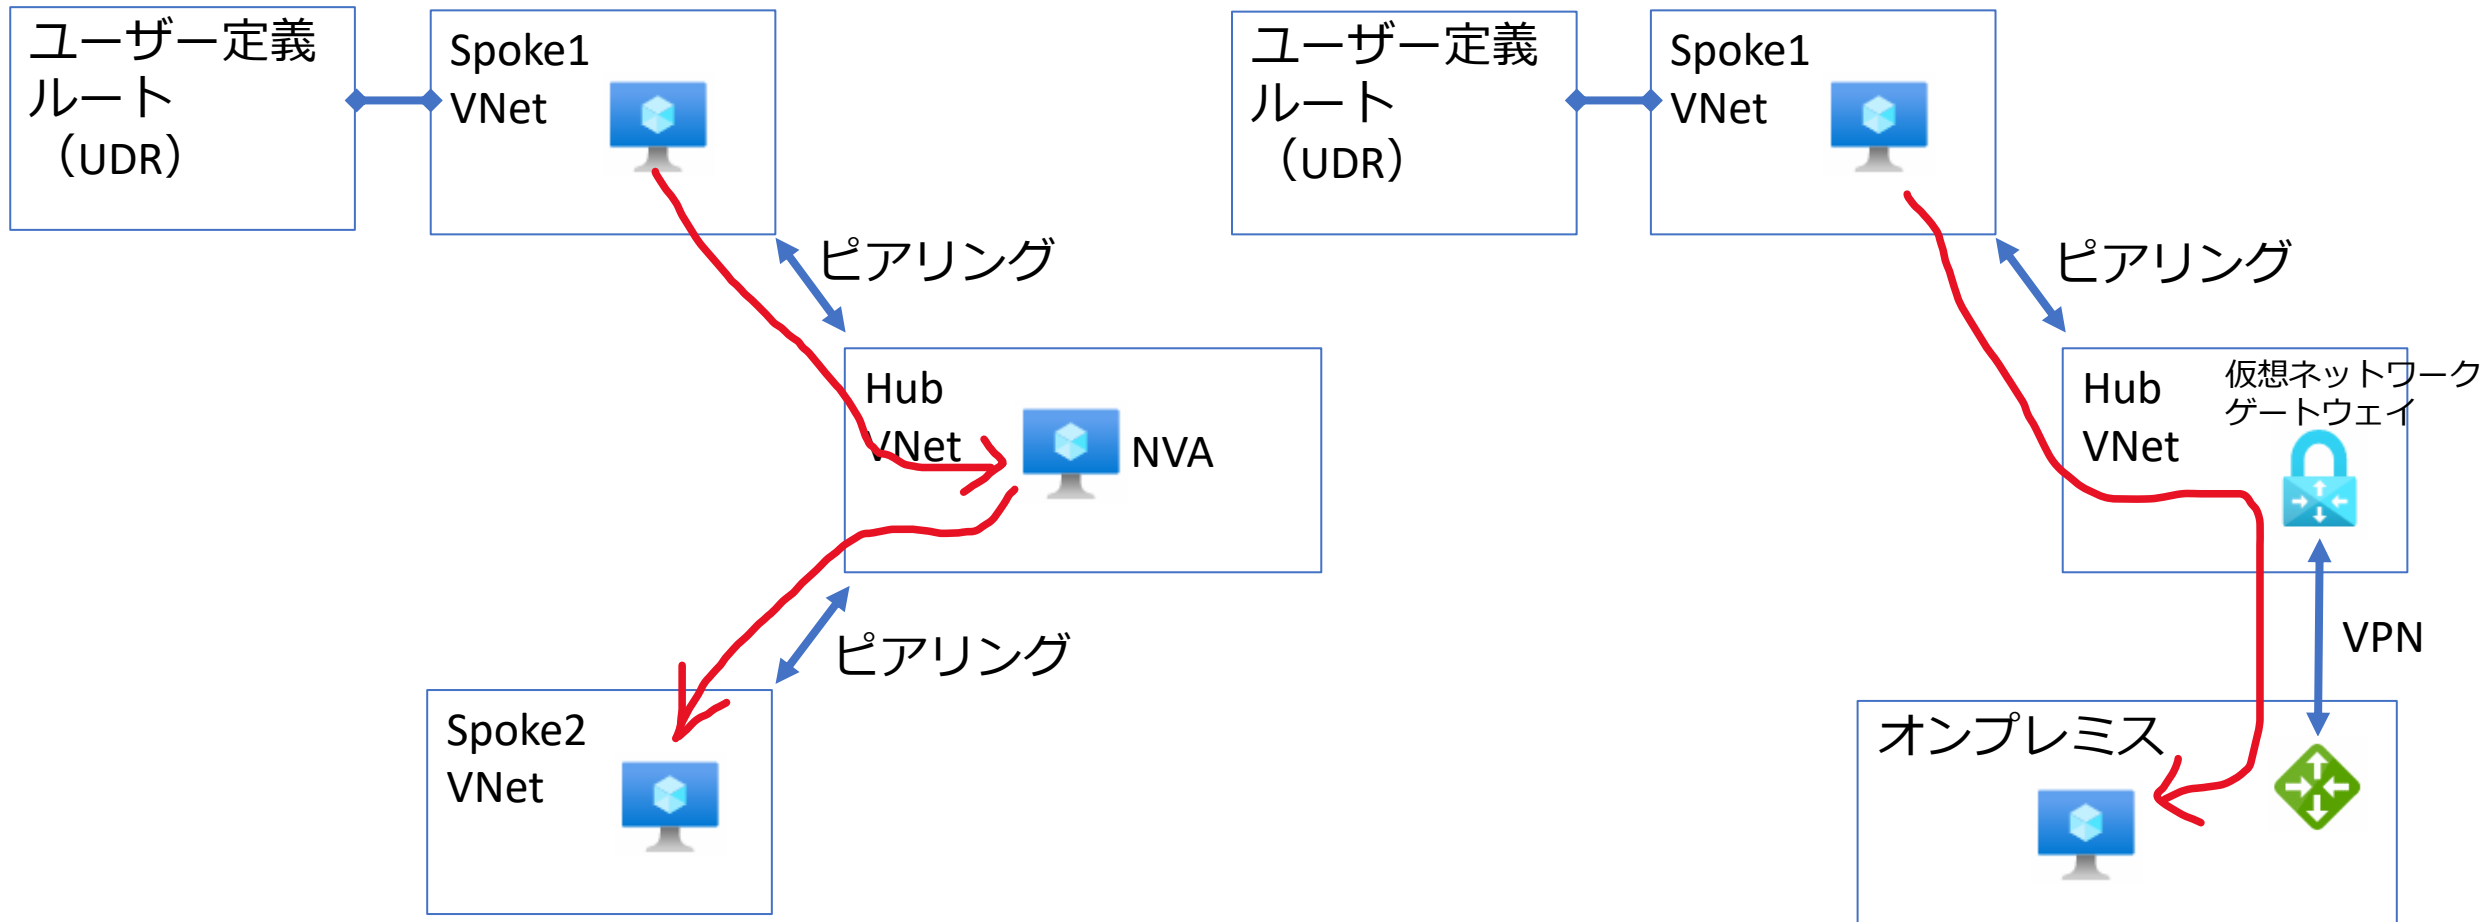 ユーザー定義
ルート
（UDR）
Spoke1
VNet
ピアリング
Hub
VNet
NVA
ピアリング
Spoke2
VNet
ユーザー定義
ルート
（UDR）
Spoke1
VNet
ピアリング
Hub
VNet
仮想ネットワーク
ゲートウェイ
VPN
オンプレミス